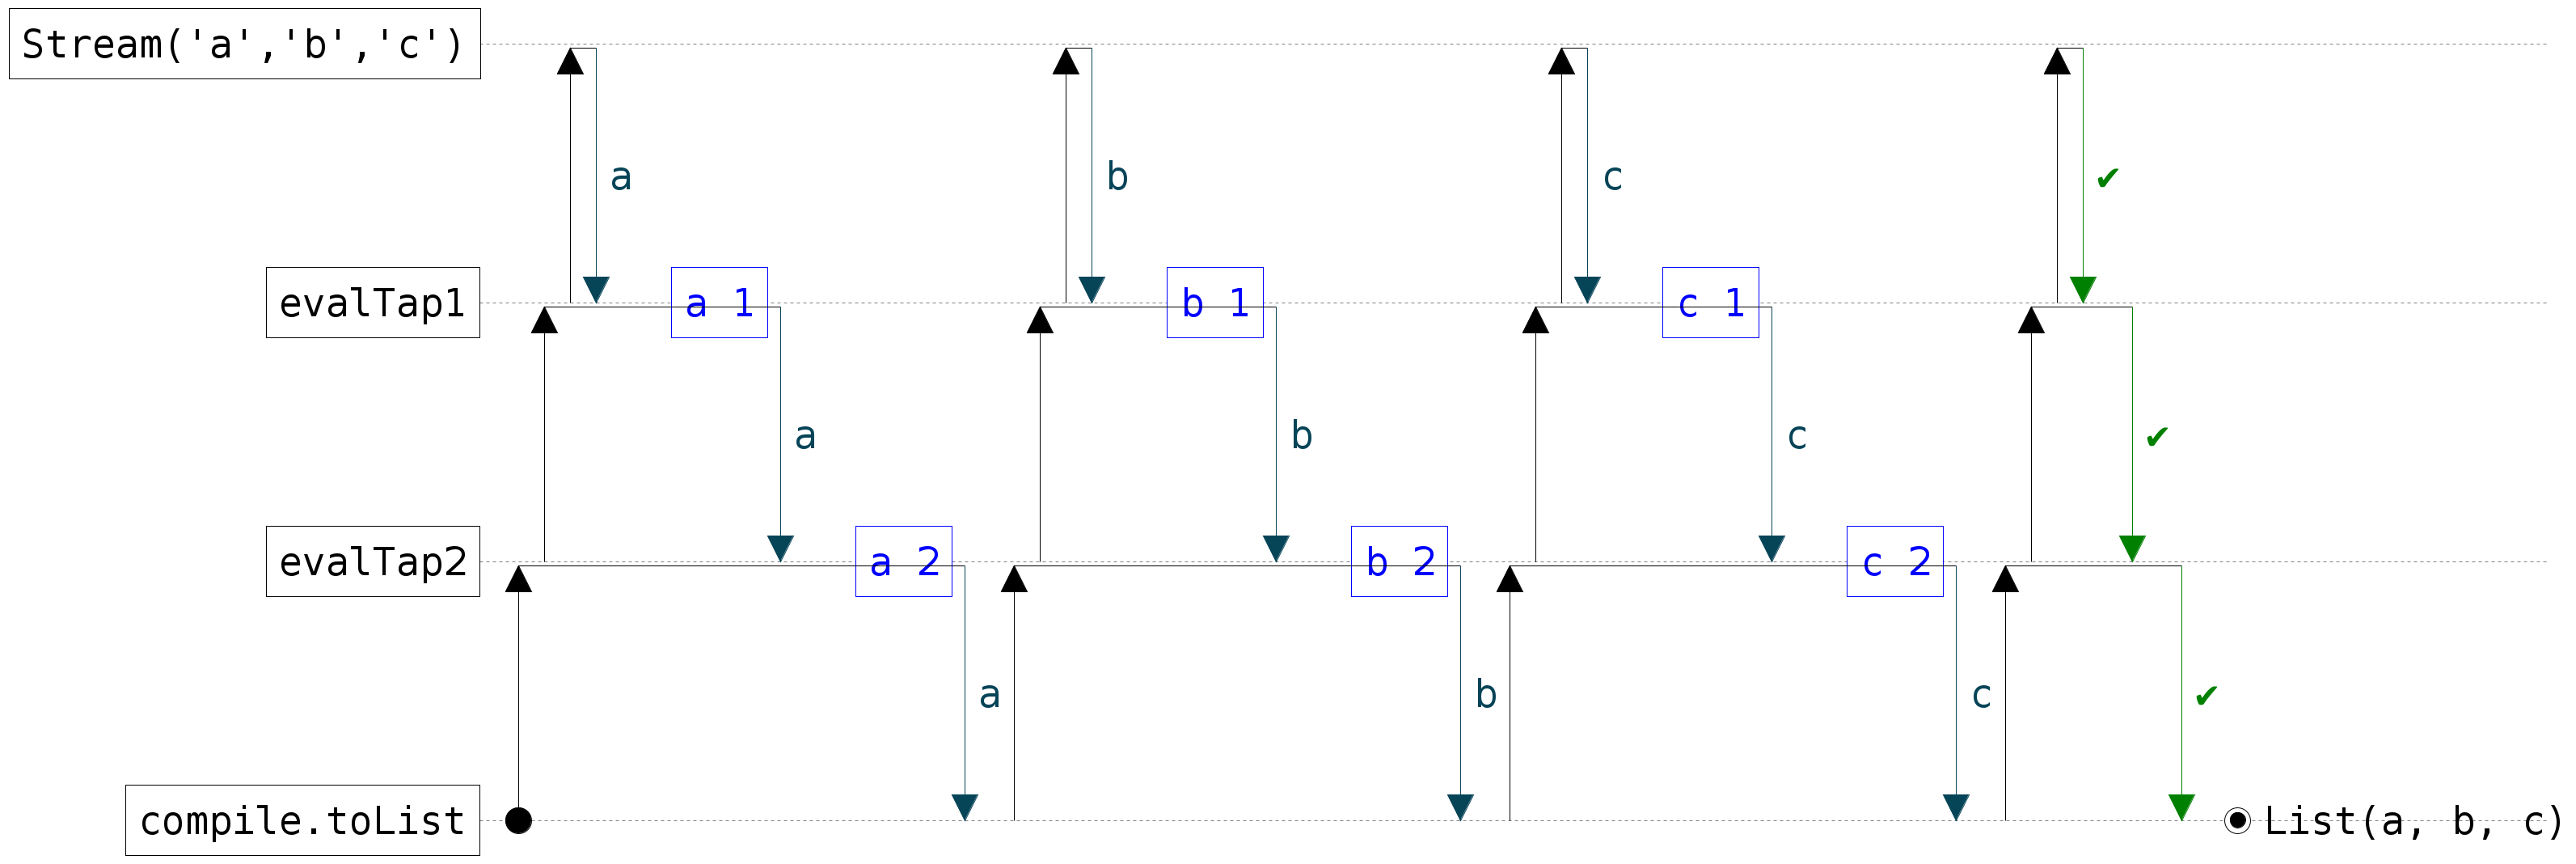 Stream('a','b','c')
a
b
c
✔
evalTap1
a 1
b 1
c 1
a
b
c
✔
evalTap2
a 2
b 2
c 2
a
b
c
✔
compile.toList
List(a, b, c)